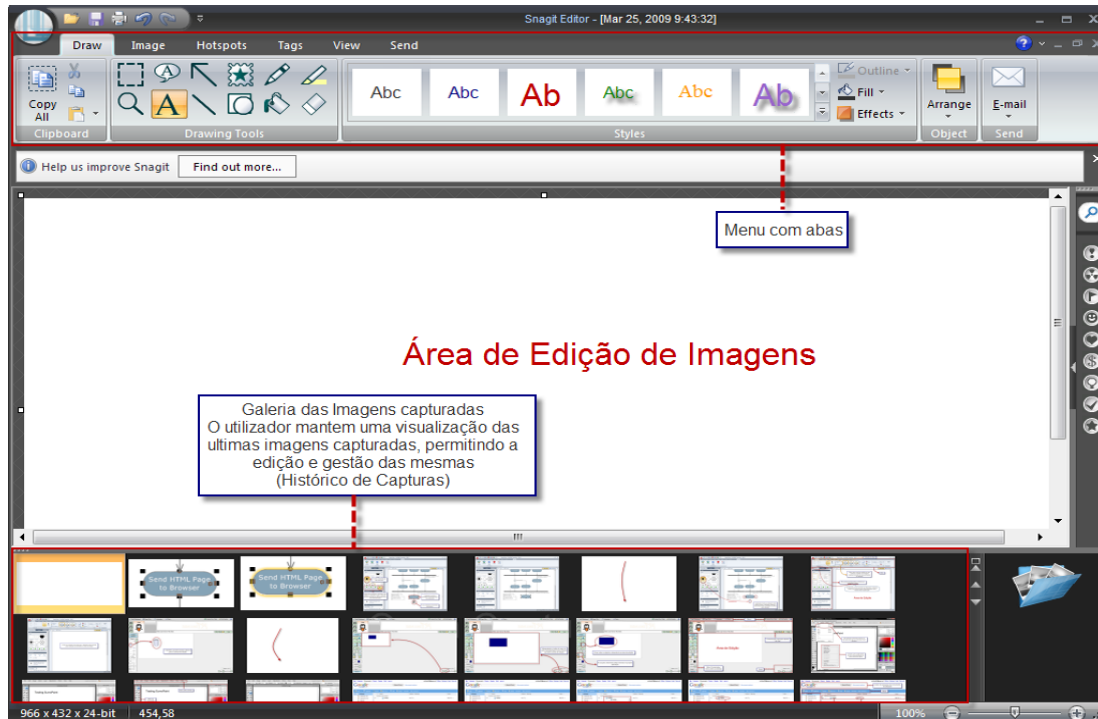 Snagit Editor - [Mar 25, 2009 9:43:32]
Draw Image Hotspots Tags View Send
Copy All
Clipboard
Drawing Tools
Abc Abc Ab Abc Abc Ab
Styles
Outline
Fill
Effects
Arrange
Object
E-mail
Send
Help us improve Snagit Find out more...
Menu com abas
Área de Edição de Imagens
Galeria das Imagens capturadas
O utilizador mantem uma visualização das
ultimas imagens capturadas, permitindo a
edição e gestão das mesmas
(Histórico de Capturas)
Send HTML Page
to Browser
Send HTML Page
to Browser
966 x 432 x 24-bit 454,58 100%